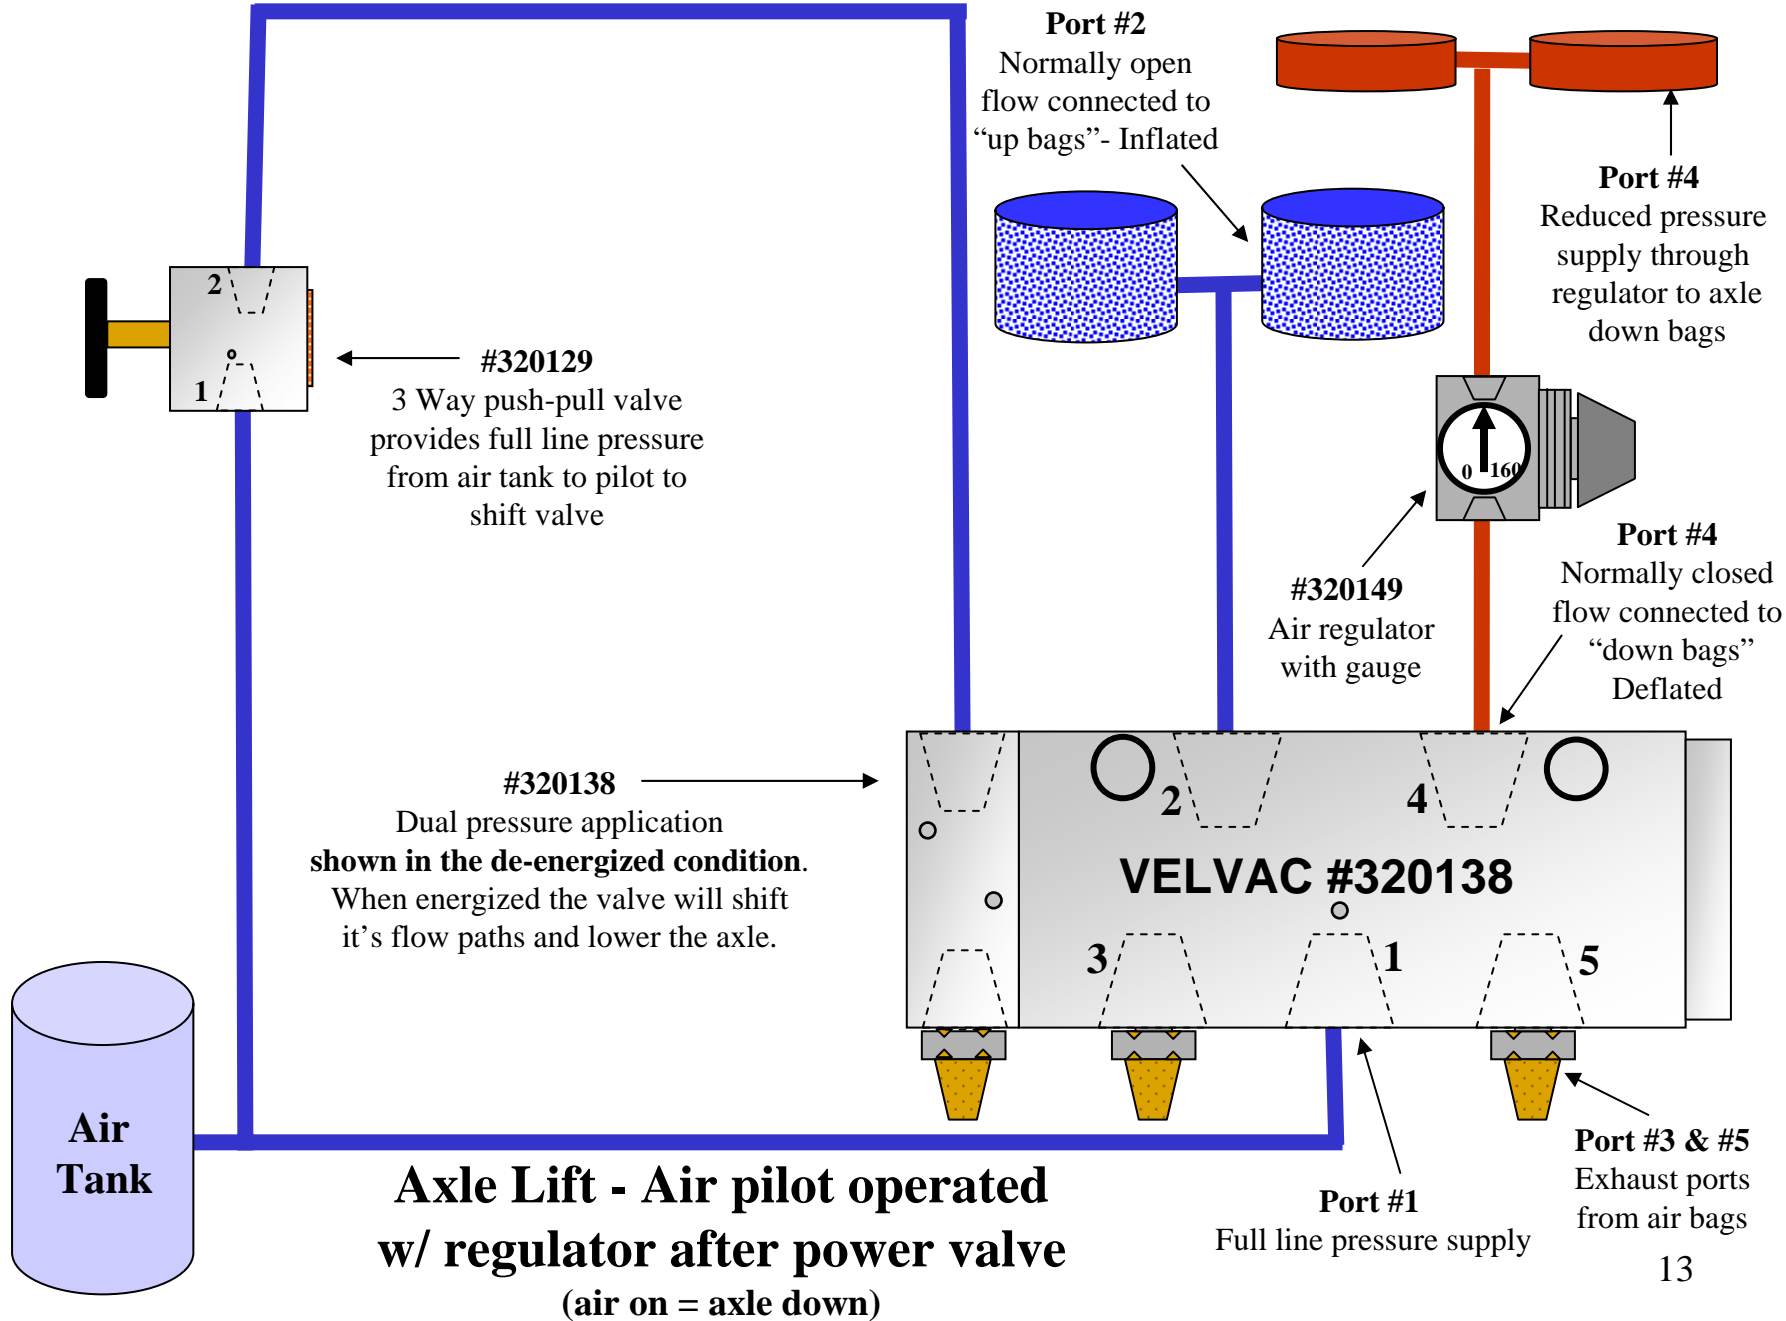 Port #2
Normally open
flow connected to
“up bags”- Inflated
Port #4
Reduced pressure
supply through
regulator to axle
down bags
2
1
#320129
3 Way push-pull valve
provides full line pressure
from air tank to pilot to
shift valve
0 160
#320149
Air regulator
with gauge
Port #4
Normally closed
flow connected to
“down bags”
Deflated
#320138
Dual pressure application
shown in the de-energized condition.
When energized the valve will shift
it’s flow paths and lower the axle.
2 4
VELVAC #320138
3 1 5
Air
Tank
Axle Lift - Air pilot operated
w/ regulator after power valve
(air on = axle down)
Port #1
Full line pressure supply
Port #3 & #5
Exhaust ports
from air bags
13